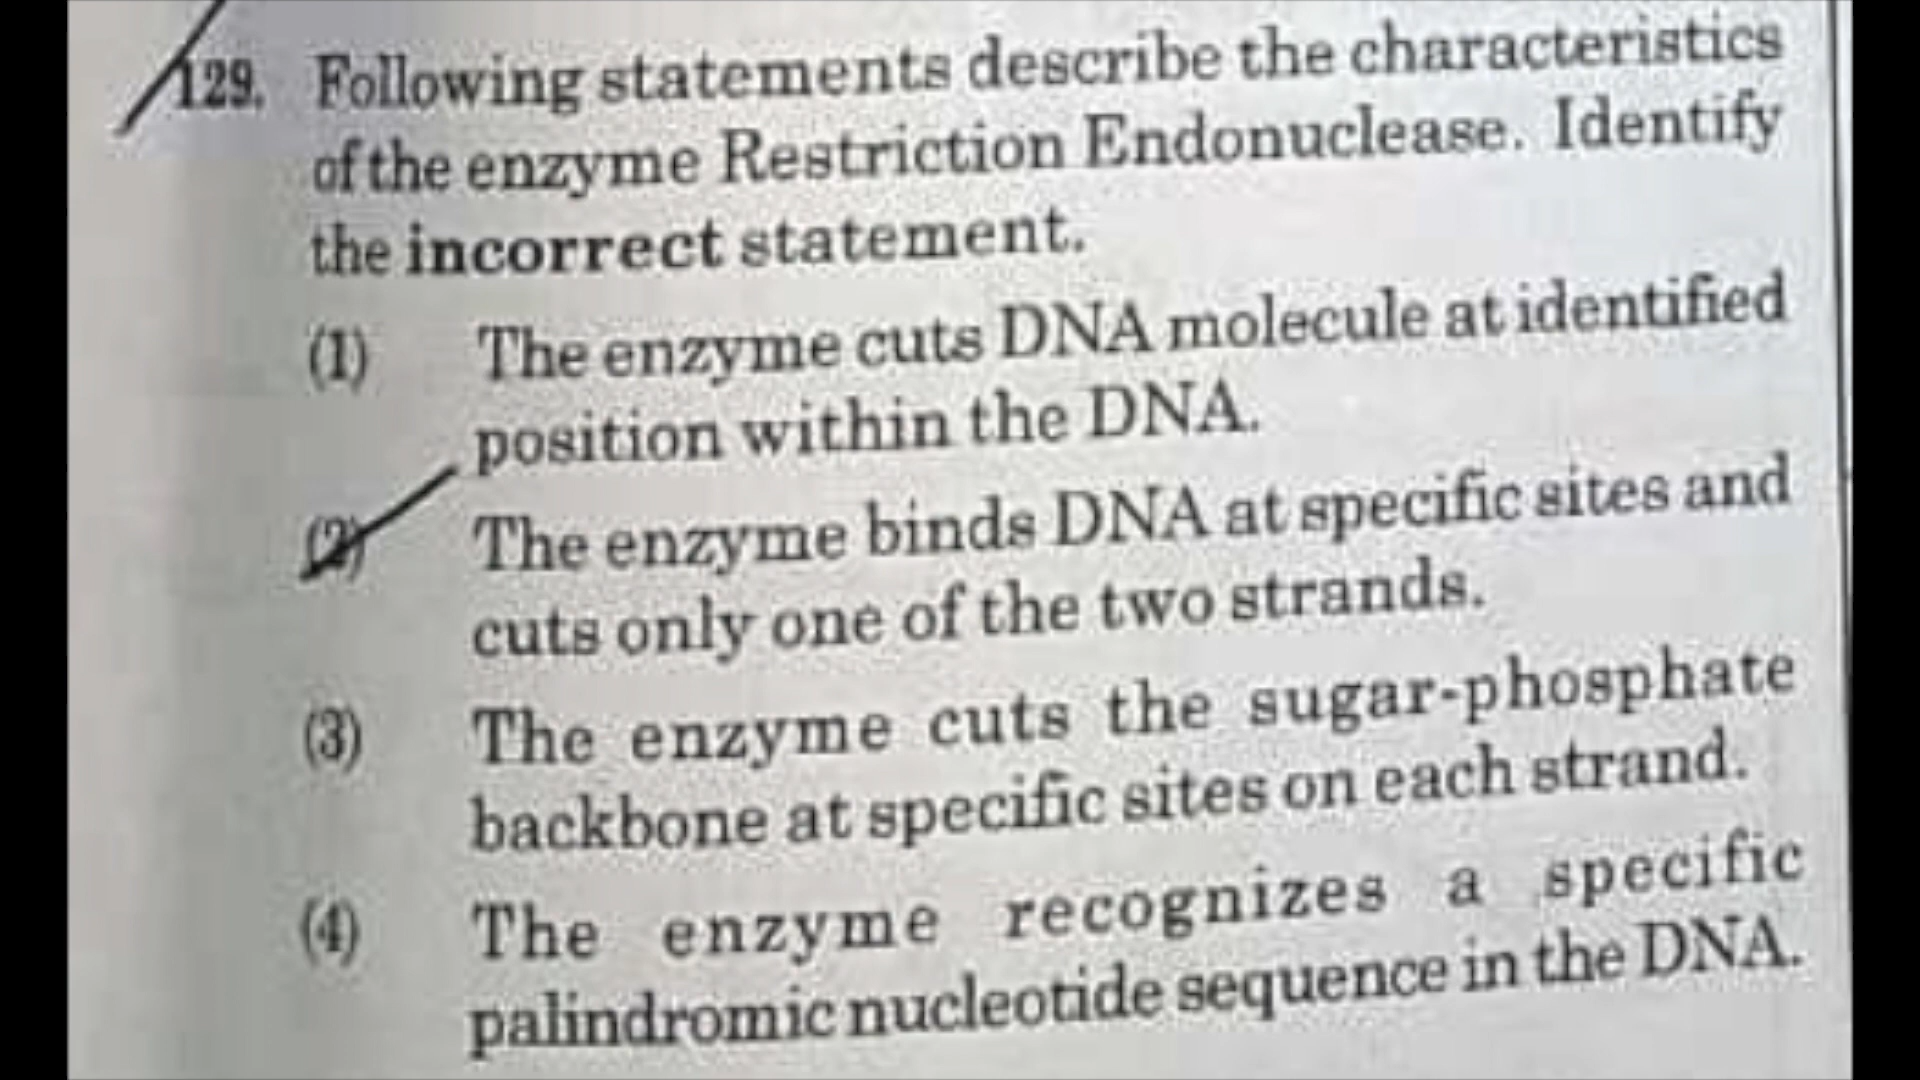 129. Following statements describe the characteristics
of the enzyme Restriction Endonuclease. Identify
the incorrect statement.
(1) The enzyme cuts DNA molecule at identified
position within the DNA.
(2) The enzyme binds DNA at specific sites and
cuts only one of the two strands.
(3) The enzyme cuts the sugar-phosphate
backbone at specific sites on each strand.
(4) The enzyme recognizes a specific
palindromic nucleotide sequence in the DNA.